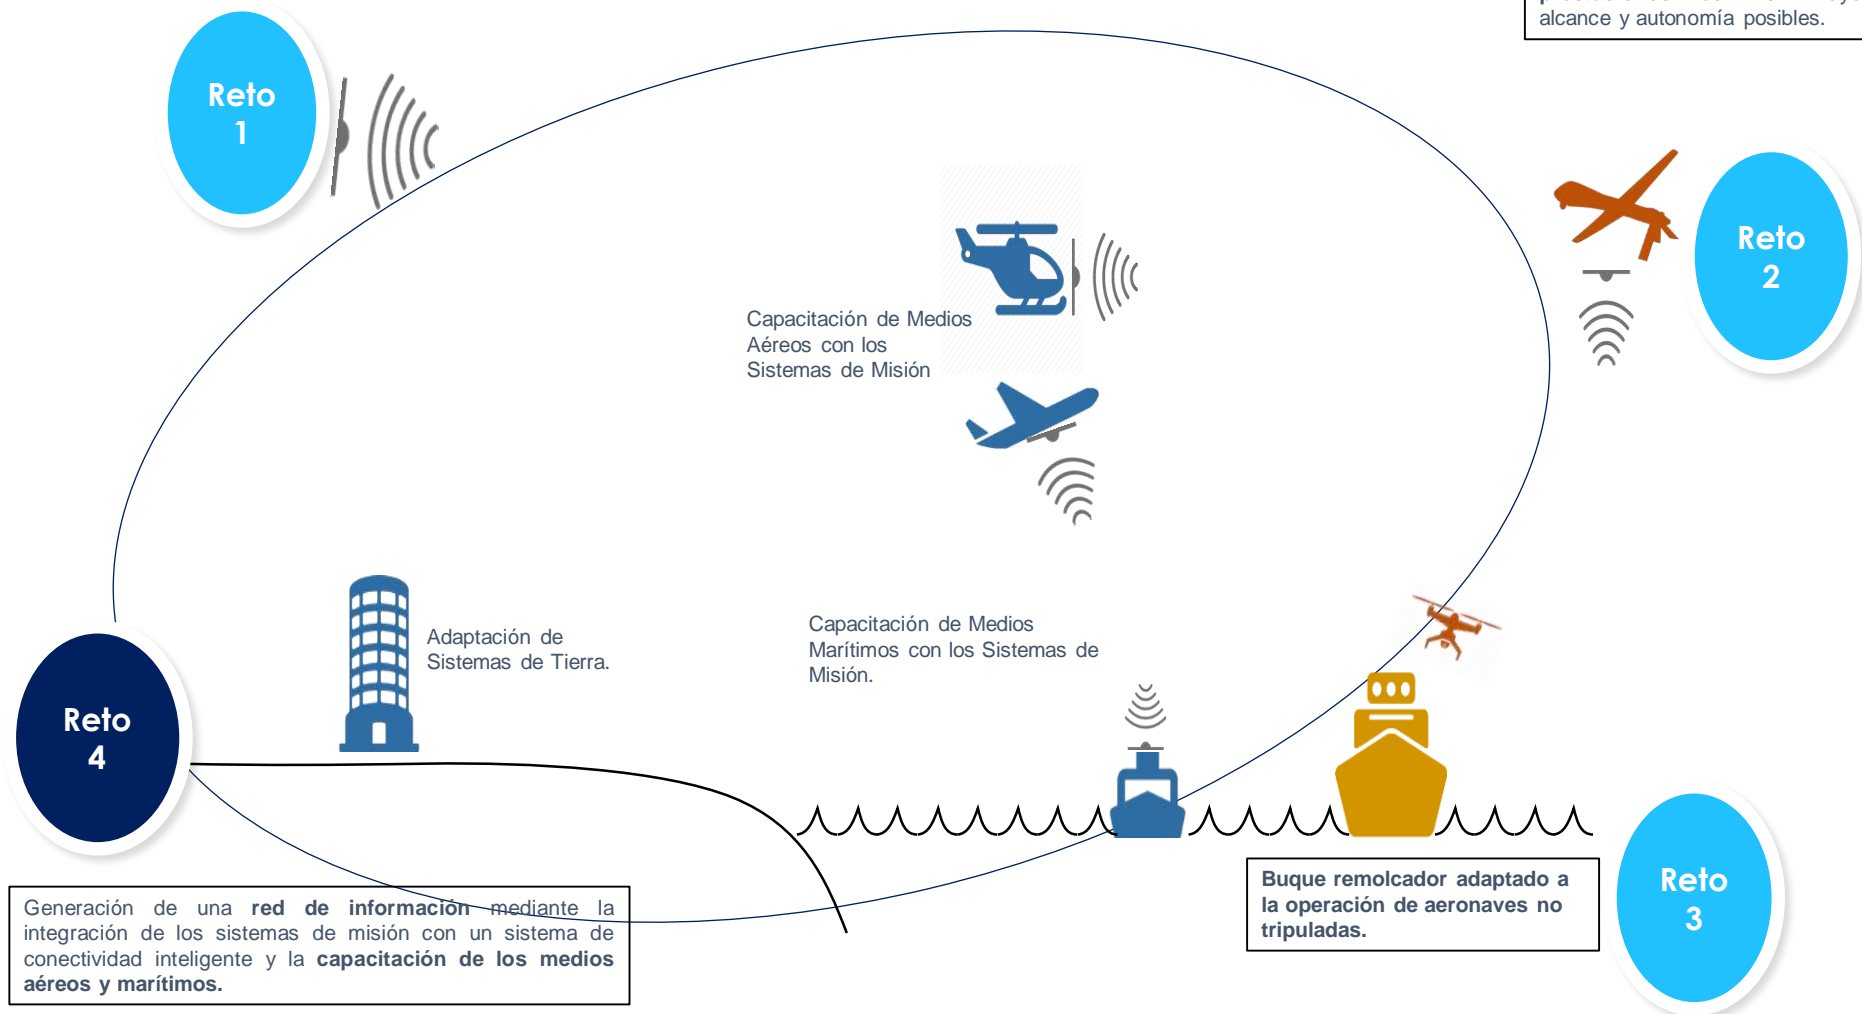 alcance y autonomía posibles.
Reto
1
Reto
2
Capacitación de Medios
Aéreos con los
Sistemas de Misión
Adaptación de
Sistemas de Tierra.
Capacitación de Medios
Marítimos con los Sistemas de
Misión.
Reto
4
Generación de una red de información mediante la
integración de los sistemas de misión con un sistema de
conectividad inteligente y la capacitación de los medios
aéreos y marítimos.
Buque remolcador adaptado a
la operación de aeronaves no
tripuladas.
Reto
3